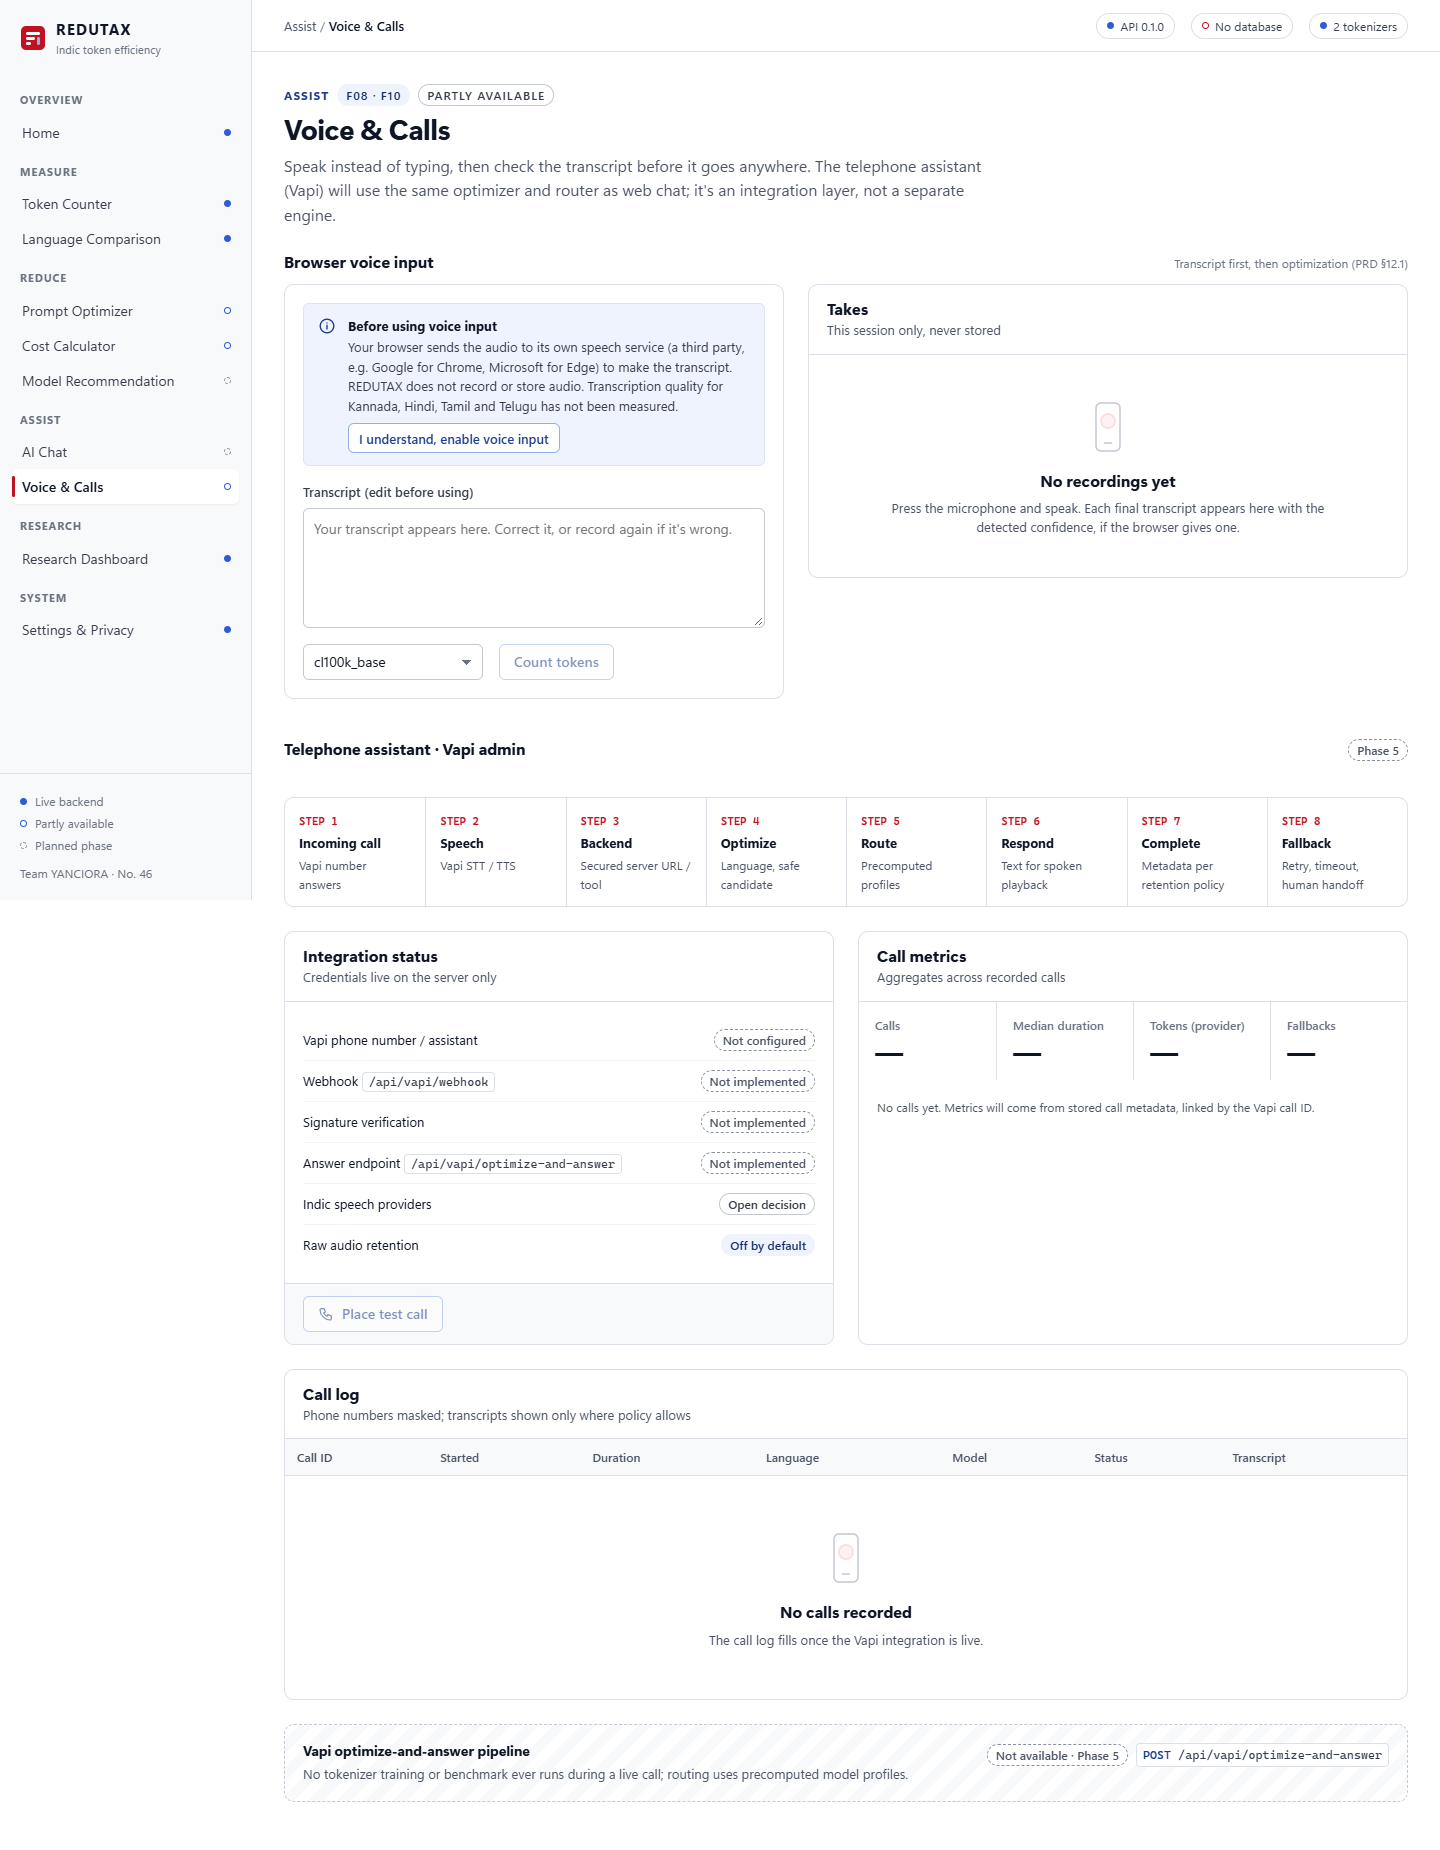 REDUTAX
Indic token efficiency
OVERVIEW
Home
MEASURE
Token Counter
Language Comparison
REDUCE
Prompt Optimizer
Cost Calculator
Model Recommendation
ASSIST
AI Chat
Voice & Calls
RESEARCH
Research Dashboard
SYSTEM
Settings & Privacy
Live backend
Partly available
Planned phase
Team YANCIORA · No. 46
Assist / Voice & Calls
API 0.1.0
No database
2 tokenizers
ASSIST
F08 · F10
PARTLY AVAILABLE
Voice & Calls
Speak instead of typing, then check the transcript before it goes anywhere. The telephone assistant
(Vapi) will use the same optimizer and router as web chat; it's an integration layer, not a separate
engine.
Browser voice input
Transcript first, then optimization (PRD §12.1)
Before using voice input
Your browser sends the audio to its own speech service (a third party,
e.g. Google for Chrome, Microsoft for Edge) to make the transcript.
REDUTAX does not record or store audio. Transcription quality for
Kannada, Hindi, Tamil and Telugu has not been measured.
I understand, enable voice input
Transcript (edit before using)
Your transcript appears here. Correct it, or record again if it's wrong.
cl100k_base
Count tokens
Takes
This session only, never stored
No recordings yet
Press the microphone and speak. Each final transcript appears here with the
detected confidence, if the browser gives one.
Telephone assistant · Vapi admin
Phase 5
STEP 1
Incoming call
Vapi number
answers
STEP 2
Speech
Vapi STT / TTS
STEP 3
Backend
Secured server URL /
tool
STEP 4
Optimize
Language, safe
candidate
STEP 5
Route
Precomputed
profiles
STEP 6
Respond
Text for spoken
playback
STEP 7
Complete
Metadata per
retention policy
STEP 8
Fallback
Retry, timeout,
human handoff
Integration status
Credentials live on the server only
Vapi phone number / assistant
Not configured
Webhook /api/vapi/webhook
Not implemented
Signature verification
Not implemented
Answer endpoint /api/vapi/optimize-and-answer
Not implemented
Indic speech providers
Open decision
Raw audio retention
Off by default
Place test call
Call metrics
Aggregates across recorded calls
Calls
—
Median duration
—
Tokens (provider)
—
Fallbacks
—
No calls yet. Metrics will come from stored call metadata, linked by the Vapi call ID.
Call log
Phone numbers masked; transcripts shown only where policy allows
Call ID Started Duration Language Model Status Transcript
No calls recorded
The call log fills once the Vapi integration is live.
Vapi optimize-and-answer pipeline
No tokenizer training or benchmark ever runs during a live call; routing uses precomputed model profiles.
Not available · Phase 5
POST /api/vapi/optimize-and-answer